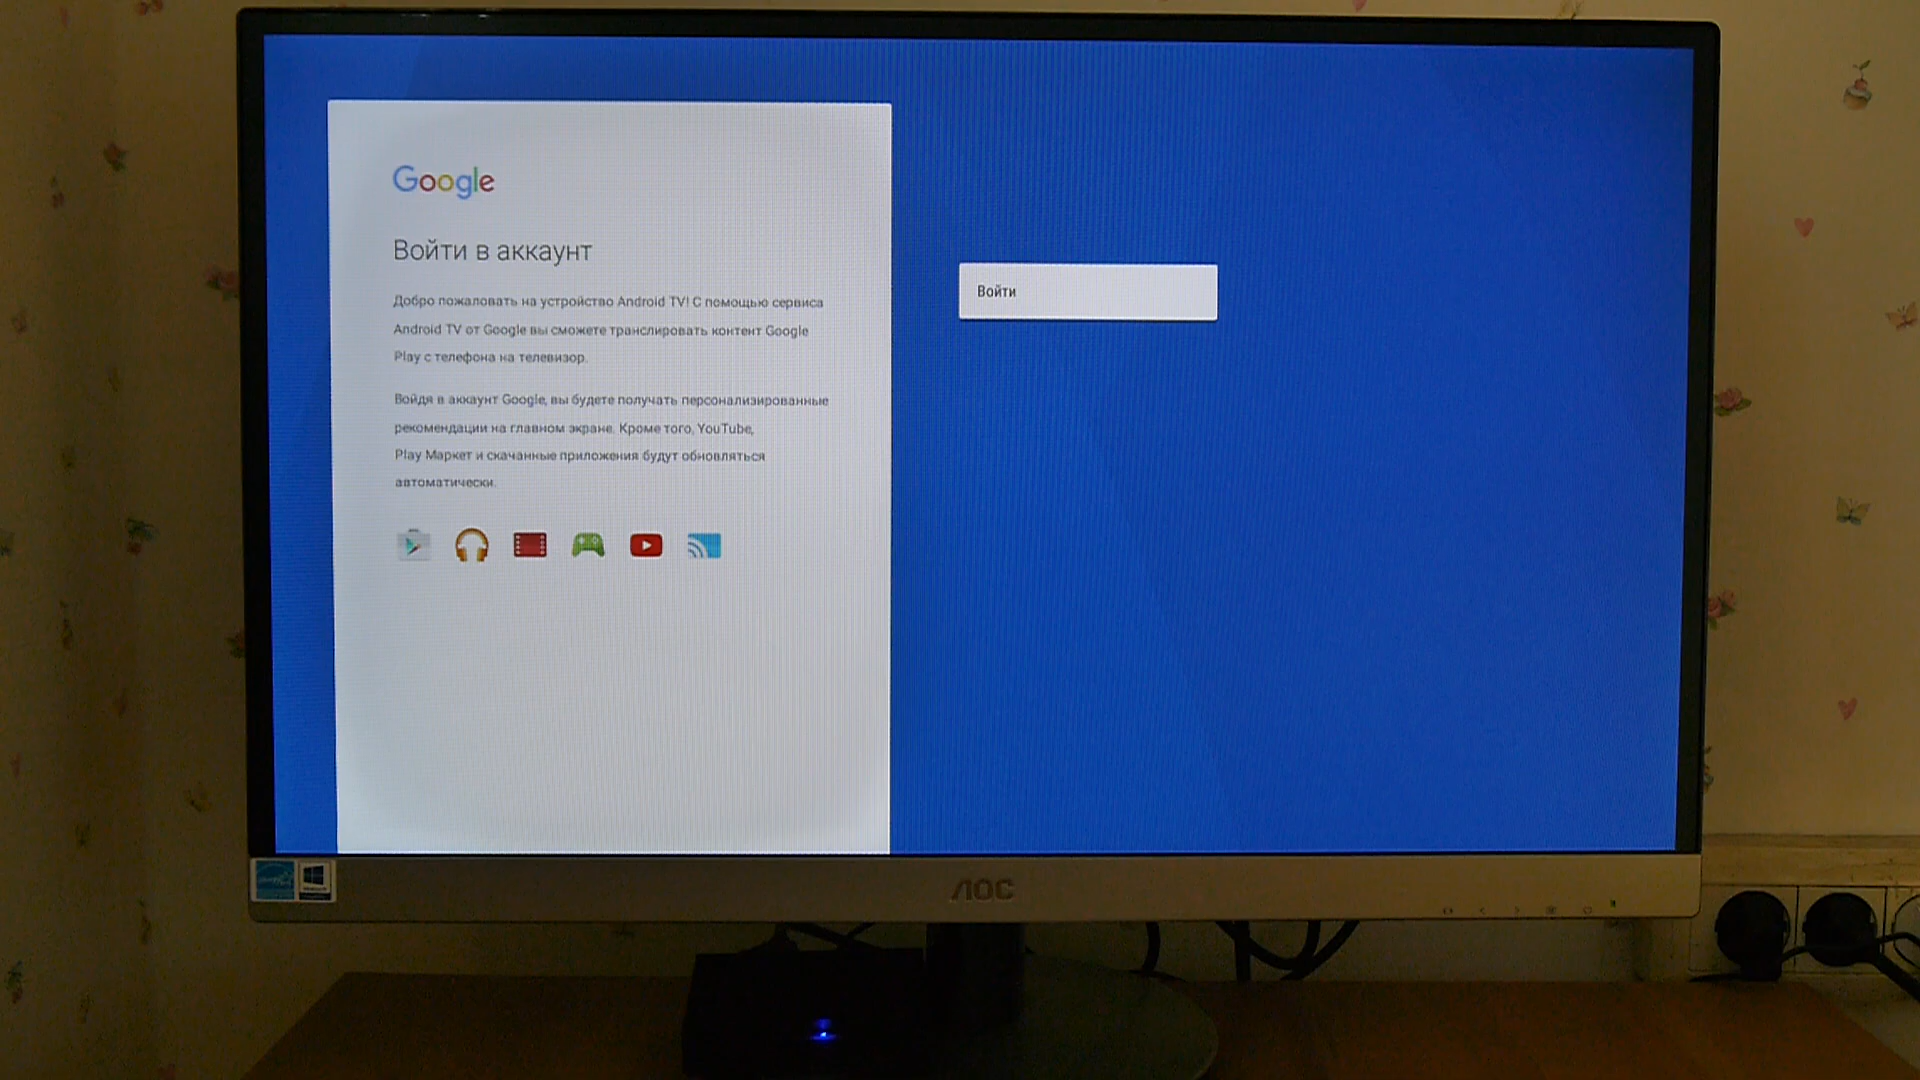 Google
Войти в аккаунт
Добро пожаловать на устройство Android TV! С помощью сервиса
Android TV от Google вы сможете транслировать контент Google
Play с телефона на телевизор.
Войдя в аккаунт Google, вы будете получать персонализированные
рекомендации на главном экране. Кроме того, YouTube,
Play Маркет и скачанные приложения будут обновляться
автоматически.
Войти
AOC